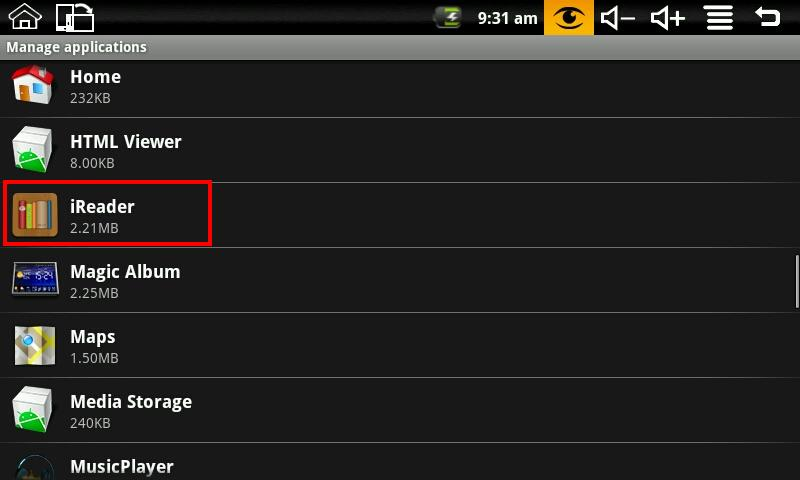 9:31 am
Manage applications
Home
232KB
HTML Viewer
8.00KB
iReader
2.21MB
Magic Album
2.25MB
Maps
1.50MB
Media Storage
240KB
MusicPlayer